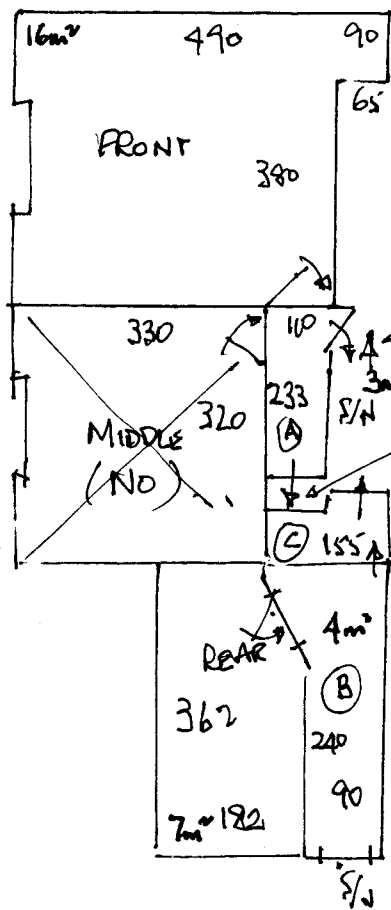 16m² 490 90
65
FRONT
380
330 110
233
3m
S/N
320
A
MIDDLE
(NO)
C 155
4m²
REAR
B
362
240
90
7m² 182
S/N